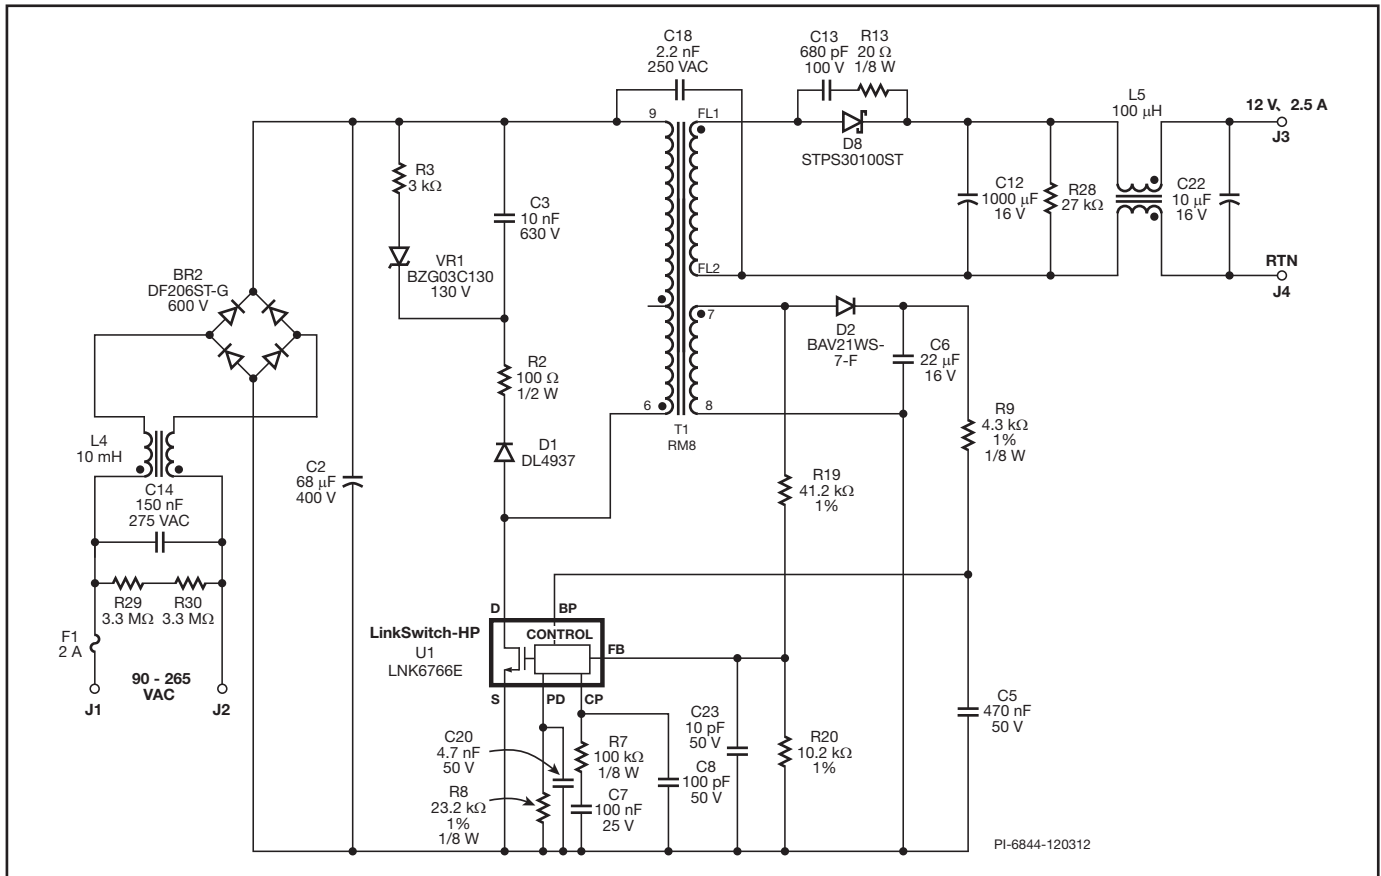 C18
2.2 nF
250 VAC
C13
680 pF
100 V
R13
20 Ω
1/8 W
L5
100 µH
12 V、2.5 A
J3
9
FL1
D8
STPS30100ST
R3
3 kΩ
C3
10 nF
630 V
C12
1000 µF
16 V
R28
27 kΩ
C22
10 µF
16 V
VR1
BZG03C130
130 V
BR2
DF206ST-G
600 V
FL2
RTN
J4
7
D2
BAV21WS-
7-F
C6
22 µF
16 V
R2
100 Ω
1/2 W
6
8
T1
RM8
R9
4.3 kΩ
1%
1/8 W
L4
10 mH
D1
DL4937
C2
68 µF
400 V
R19
41.2 kΩ
1%
C14
150 nF
275 VAC
R29
3.3 MΩ
R30
3.3 MΩ
D
BP
LinkSwitch-HP
U1
LNK6766E
CONTROL
FB
F1
2 A
90 - 265
VAC
J1
J2
S
PD
CP
C5
470 nF
50 V
C20
4.7 nF
50 V
R7
100 kΩ
1/8 W
C23
10 pF
50 V
R20
10.2 kΩ
1%
C8
100 pF
50 V
R8
23.2 kΩ
1%
1/8 W
C7
100 nF
25 V
PI-6844-120312